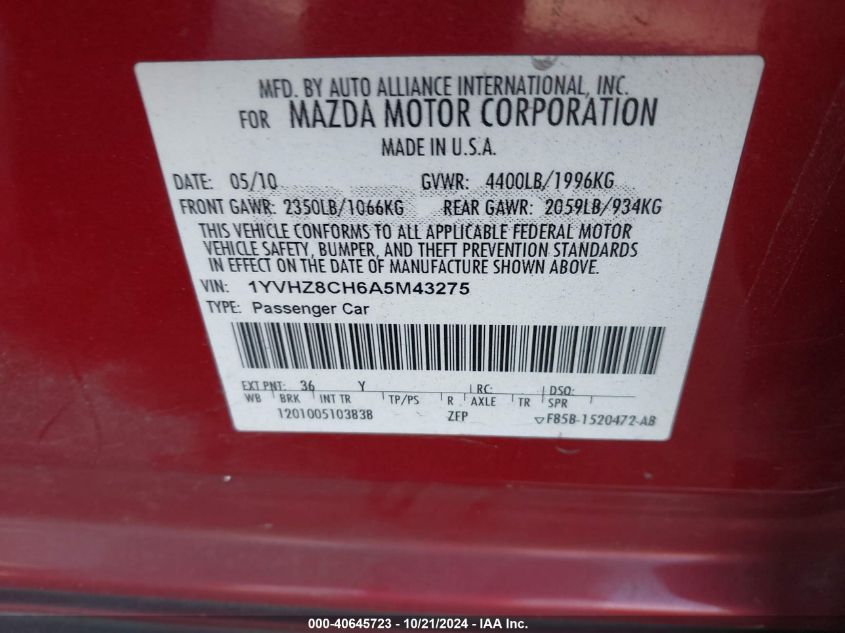 MFD. BY AUTO ALLIANCE INTERNATIONAL, INC.
FOR MAZDA MOTOR CORPORATION
MADE IN U.S.A.
DATE: 05/10 GVWR: 4400LB/1996KG
FRONT GAWR: 2350LB/1066KG REAR GAWR: 2059LB/934KG
THIS VEHICLE CONFORMS TO ALL APPLICABLE FEDERAL MOTOR
VEHICLE SAFETY, BUMPER, AND THEFT PREVENTION STANDARDS
IN EFFECT ON THE DATE OF MANUFACTURE SHOWN ABOVE.
VIN: 1YVHZ8CH6A5M43275
TYPE: Passenger Car
EXT PNT: 36 Y RC: DSO:
WB BRK INT TR TP/PS R AXLE TR SPR
1201005103838 ZFP F85B-1520472-AB
000-40645723 - 10/21/2024 - IAA Inc.